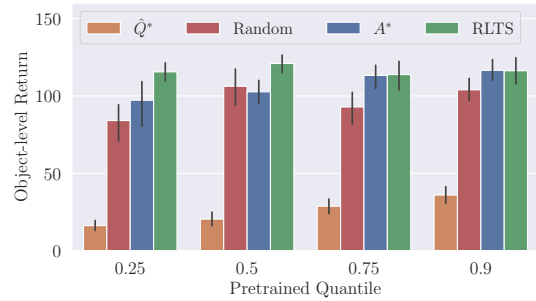 150
Q̂* Random A* RLTS
100
50
0
Object-level Return
0.25 0.5 0.75 0.9
Pretrained Quantile